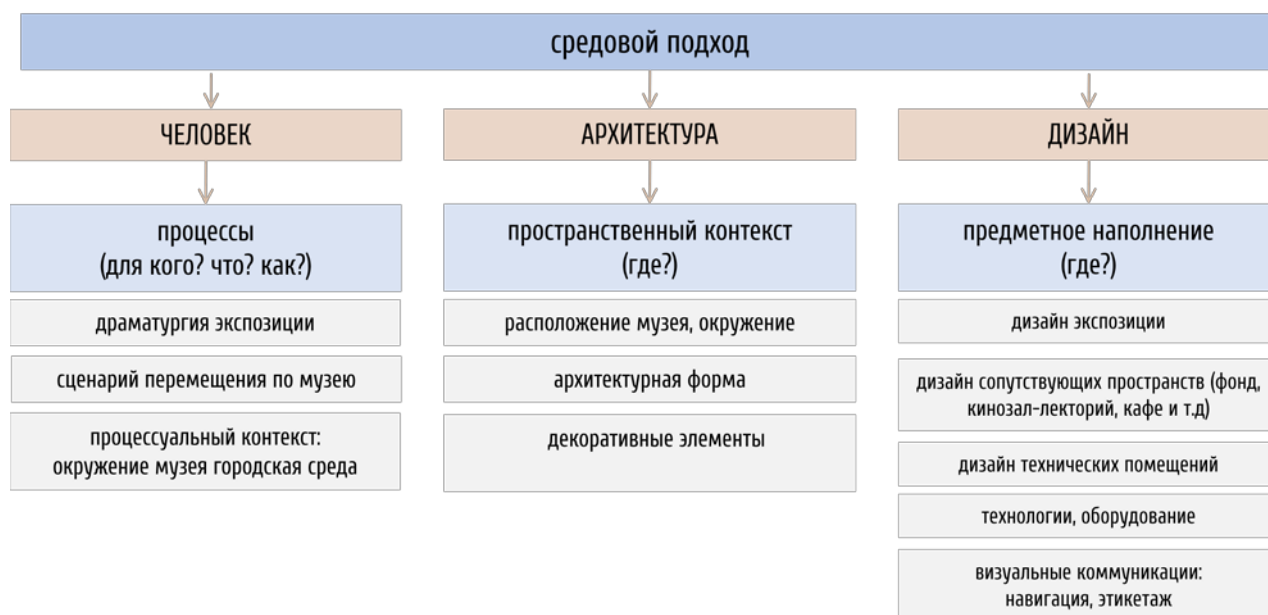 средовой подход
ЧЕЛОВЕК
процессы
(для кого? что? как?)
драматургия экспозиции
сценарий перемещения по музею
процессуальный контекст:
окружение музея городская среда
АРХИТЕКТУРА
пространственный контекст
(где?)
расположение музея, окружение
архитектурная форма
декоративные элементы
ДИЗАЙН
предметное наполнение
(где?)
дизайн экспозиции
дизайн сопутствующих пространств (фонд,
кинозал-лекторий, кафе и т.д)
дизайн технических помещений
технологии, оборудование
визуальные коммуникации:
навигация, этикетаж